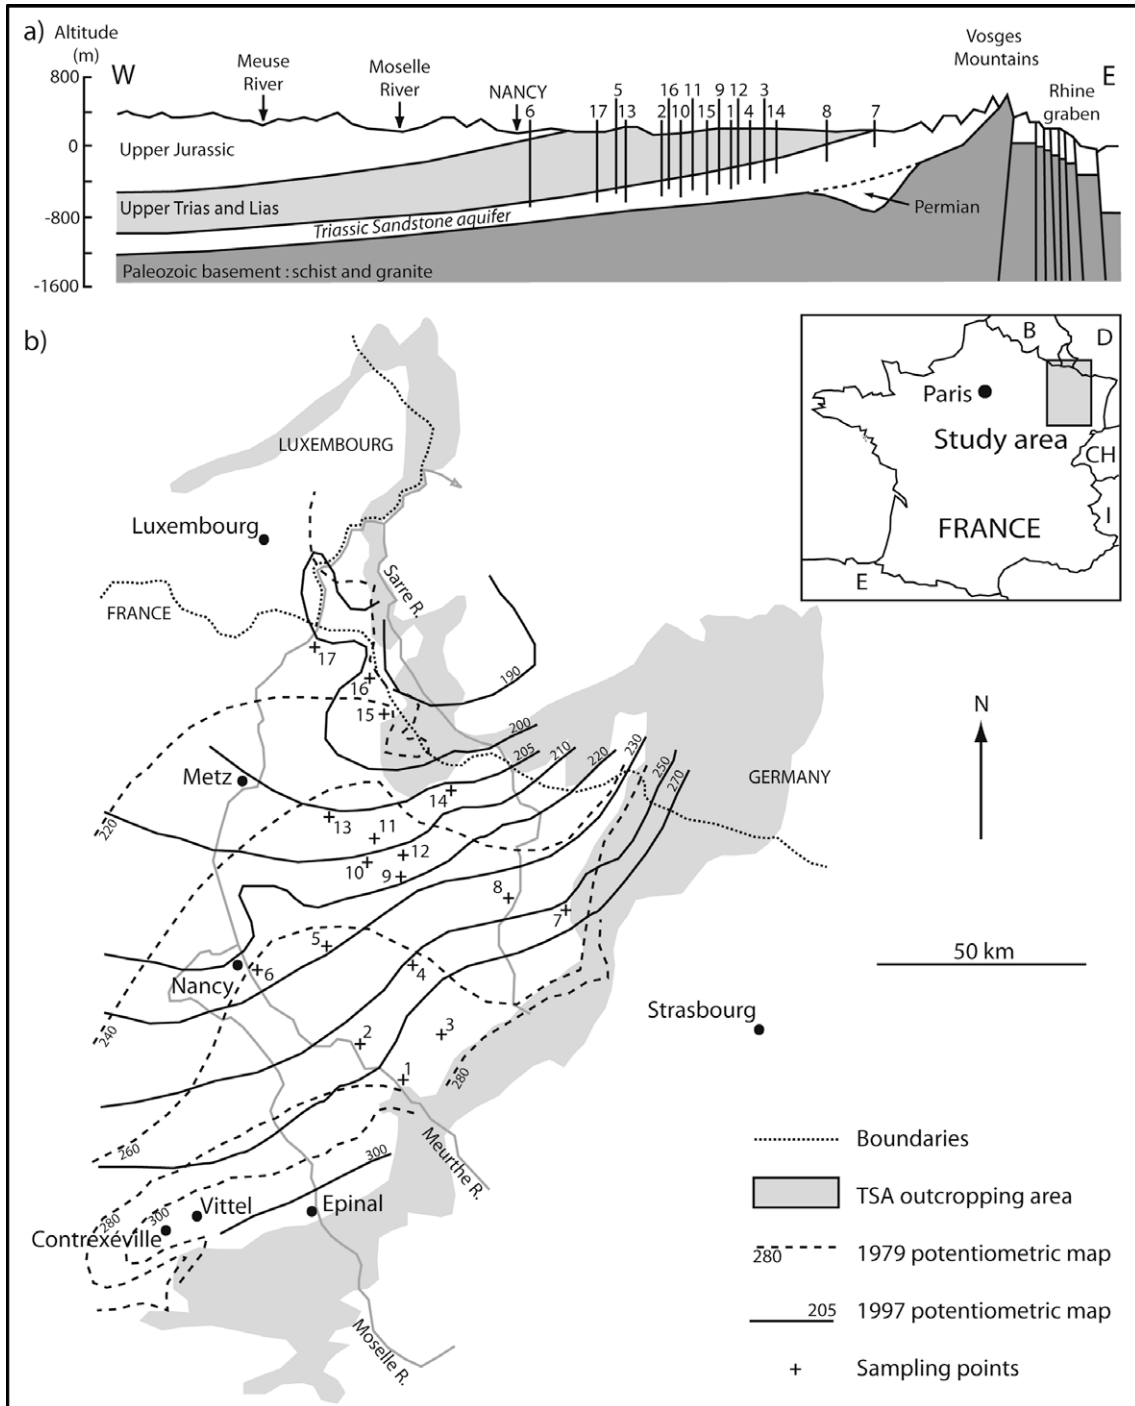 a)
Altitude
(m)
800
0
-800
-1600
W
Meuse
River
Moselle
River
NANCY
Vosges
Mountains
E
Rhine
graben
5
16
11
9
12
3
6
17
13
2
10
15
1
4
14
8
7
Upper Jurassic
Upper Trias and Lias
Triassic Sandstone aquifer
Permian
Paleozoic basement : schist and granite
b)
B
D
Paris
Study area
CH
FRANCE
I
E
LUXEMBOURG
Luxembourg
FRANCE
Sarre R.
17
16
15
190
200
205
210
220
230
250
270
N
Metz
GERMANY
220
14
13
11
12
10
9
8
7
5
6
4
Nancy
50 km
Strasbourg
240
2
3
1
280
260
Meurthe R.
300
280
300
Vittel
Epinal
Contrexéville
Moselle R.
Boundaries
TSA outcropping area
280
1979 potentiometric map
205
1997 potentiometric map
Sampling points